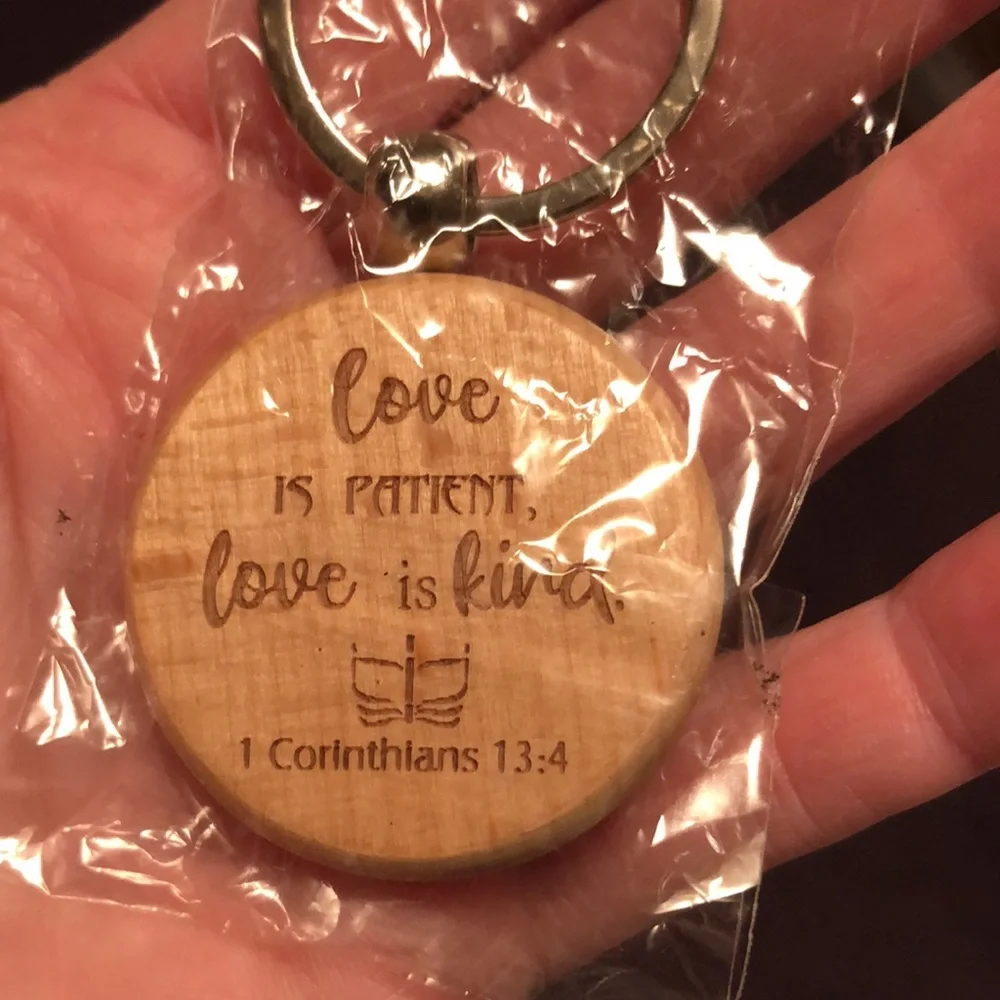 love
IS PATIENT,
love is kind.
1 Corinthians 13:4